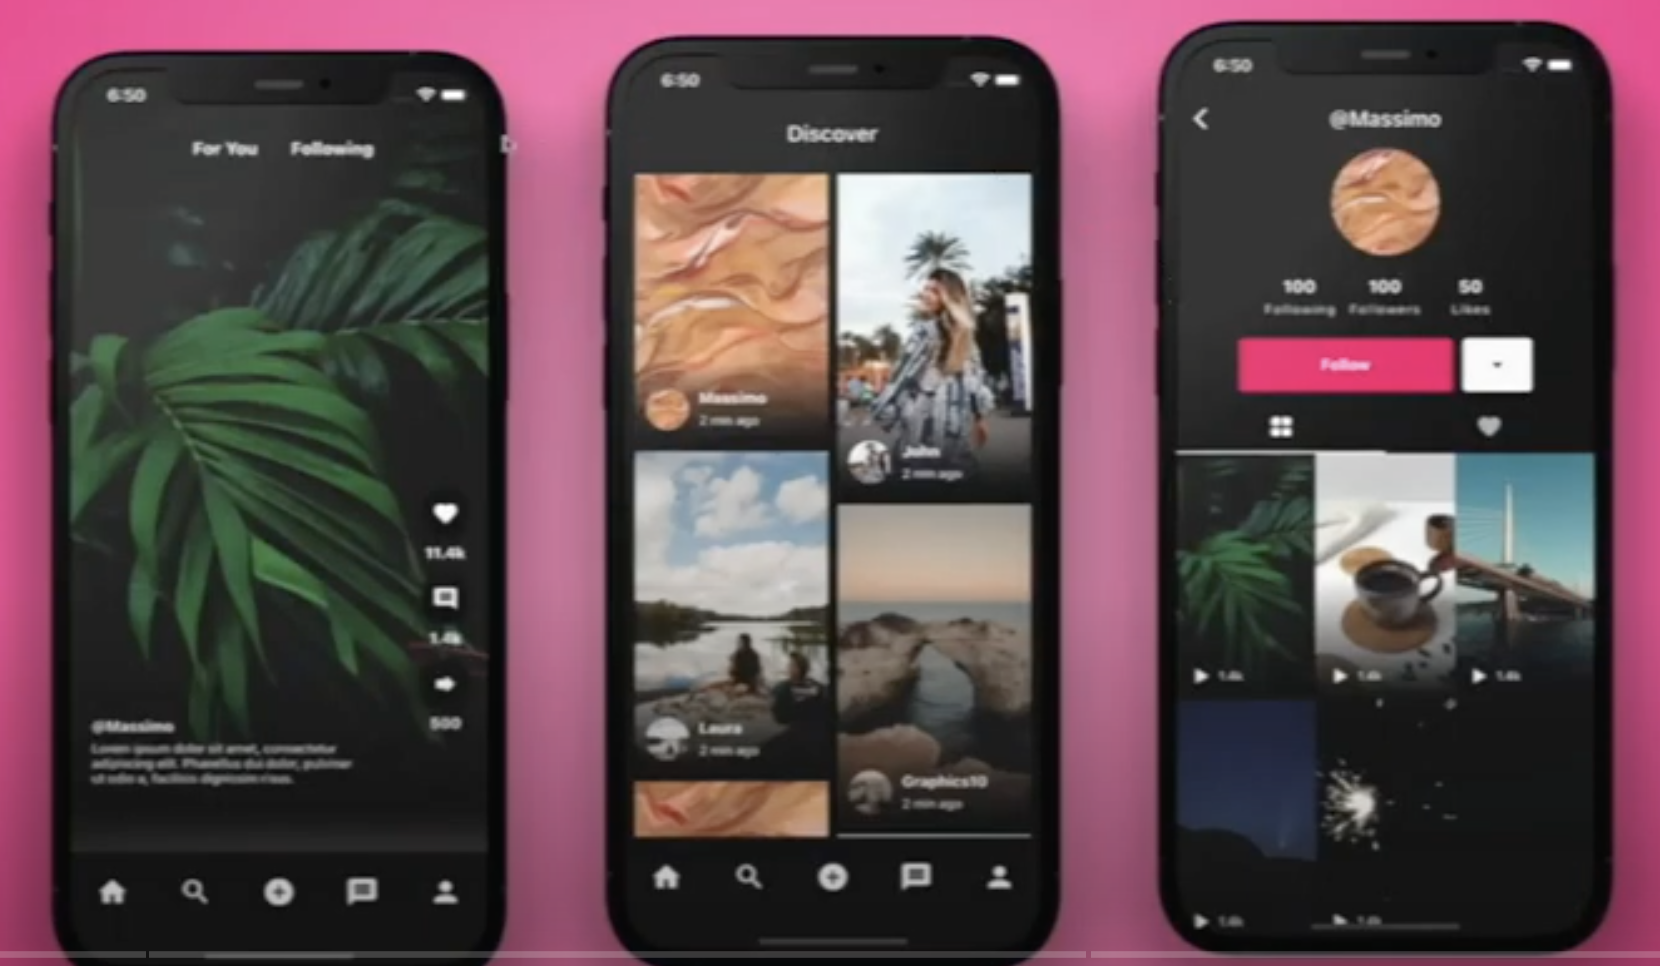 6:50
For You Following
11.4k
1.4k
500
@Massimo
Lorem ipsum dolor sit amet, consectetur
adipiscing elit. Phasellus dui dolor, pulvinar
ut odio a, facilisis dignissim risus.
6:50
Discover
Massimo
2 min ago
John
2 min ago
Laura
2 min ago
Graphics10
2 min ago
6:50
@Massimo
100 100 50
Following Followers Likes
Follow
1.4k 1.4k 1.4k
1.4k 1.4k